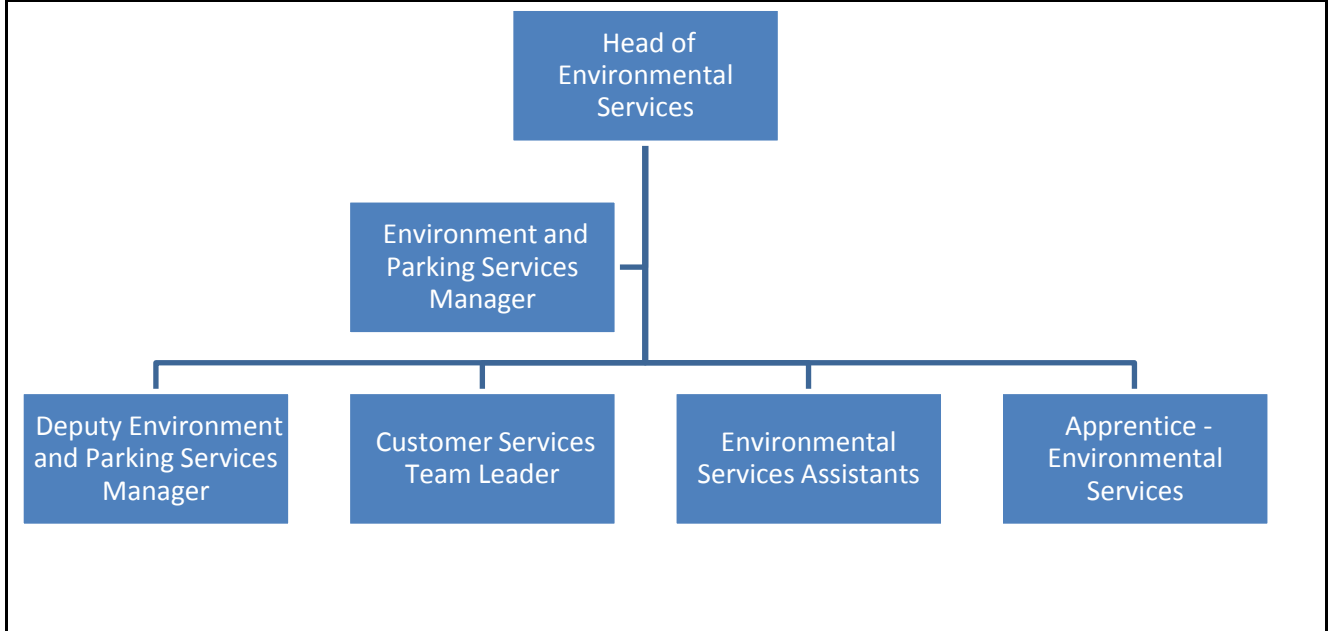 Head of
Environmental
Services
Environment and
Parking Services
Manager
Deputy Environment
and Parking Services
Manager
Customer Services
Team Leader
Environmental
Services Assistants
Apprentice -
Environmental
Services